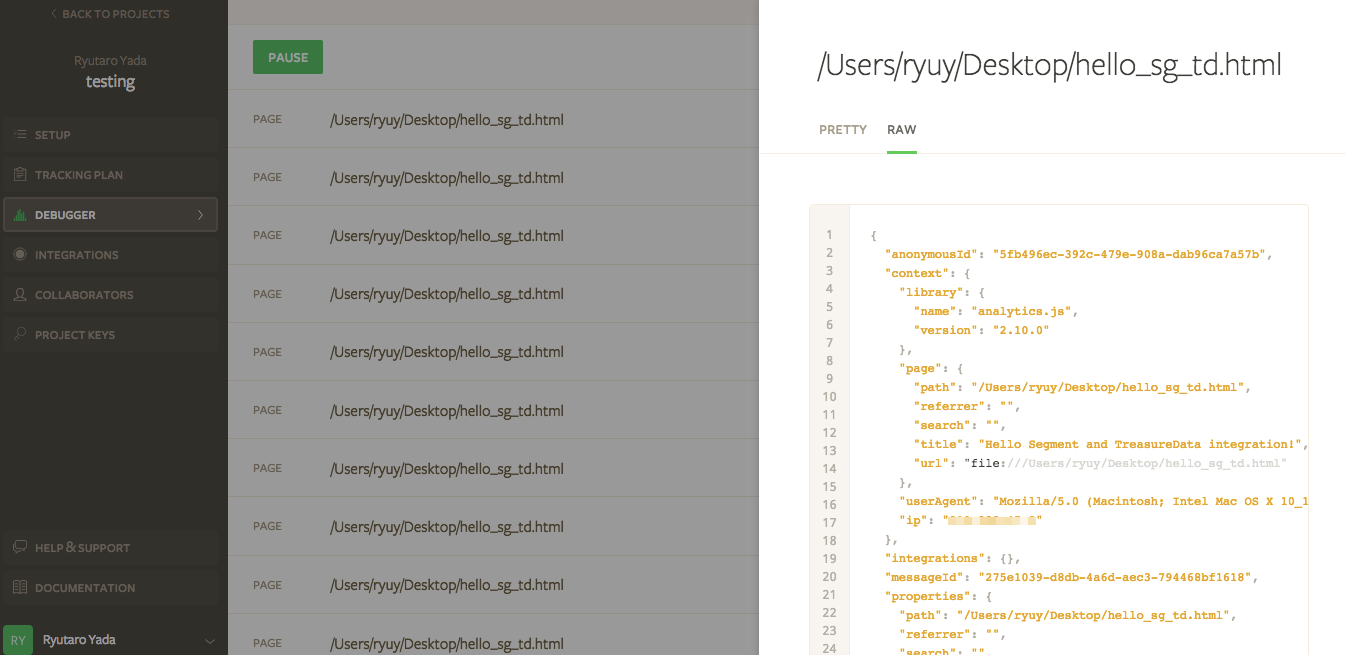 BACK TO PROJECTS
Ryutaro Yada
testing
SETUP
TRACKING PLAN
DEBUGGER
INTEGRATIONS
COLLABORATORS
PROJECT KEYS
HELP & SUPPORT
DOCUMENTATION
RY Ryutaro Yada
PAUSE
PAGE /Users/ryuy/Desktop/hello_sg_td.html
PAGE /Users/ryuy/Desktop/hello_sg_td.html
PAGE /Users/ryuy/Desktop/hello_sg_td.html
PAGE /Users/ryuy/Desktop/hello_sg_td.html
PAGE /Users/ryuy/Desktop/hello_sg_td.html
PAGE /Users/ryuy/Desktop/hello_sg_td.html
PAGE /Users/ryuy/Desktop/hello_sg_td.html
PAGE /Users/ryuy/Desktop/hello_sg_td.html
PAGE /Users/ryuy/Desktop/hello_sg_td.html
PAGE /Users/ryuy/Desktop/hello_sg_td.html
/Users/ryuy/Desktop/hello_sg_td.html
PRETTY RAW
1 {
2 "anonymousId": "5fb496ec-392c-479e-908a-dab96ca7a57b",
3 "context": {
4 "library": {
5 "name": "analytics.js",
6 "version": "2.10.0"
7 },
8 "page": {
9 "path": "/Users/ryuy/Desktop/hello_sg_td.html",
10 "referrer": "",
11 "search": "",
12 "title": "Hello Segment and TreasureData integration!",
13 "url": "file:///Users/ryuy/Desktop/hello_sg_td.html"
14 },
15 "userAgent": "Mozilla/5.0 (Macintosh; Intel Mac OS X 10_1
16 "ip": " "
17 },
18 "integrations": {},
19 "messageId": "275e1039-d8db-4a6d-aec3-794468bf1618",
20 "properties": {
21 "path": "/Users/ryuy/Desktop/hello_sg_td.html",
22 "referrer": "",
23 "search": "",
24